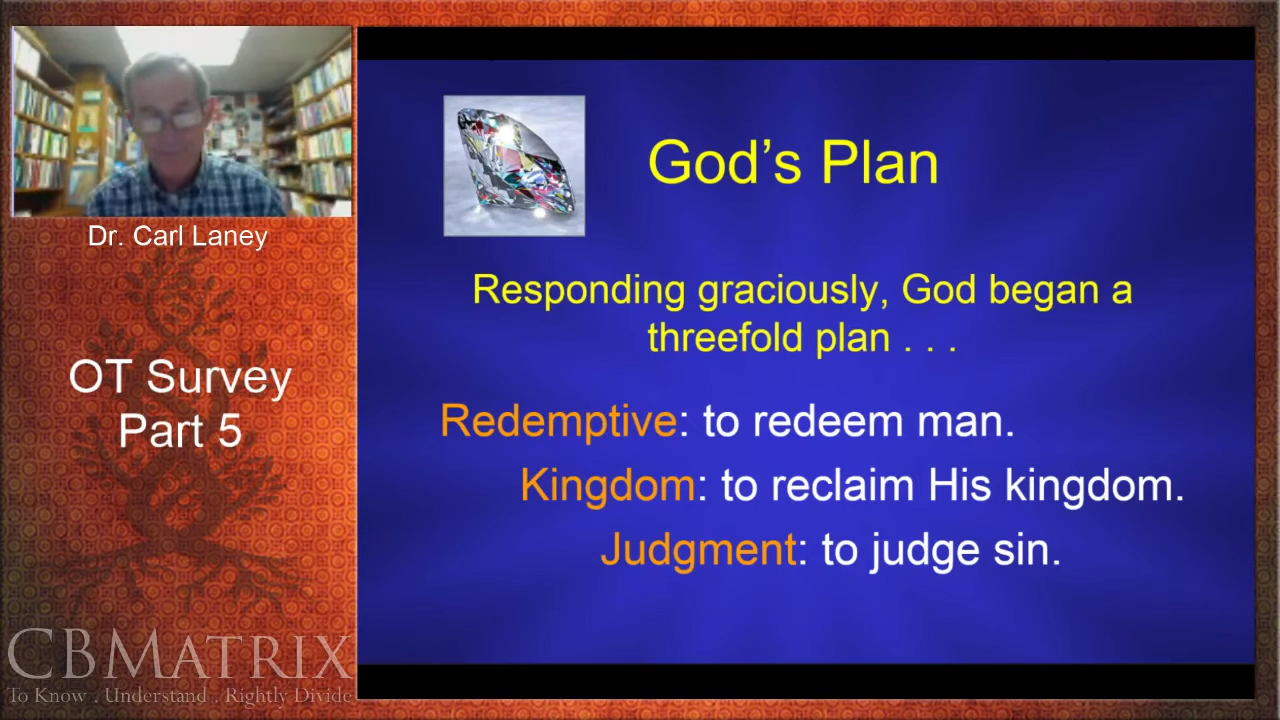 Dr. Carl Laney
OT Survey
Part 5
CBMATRIX
To Know . Understand . Rightly Divide
God's Plan
Responding graciously, God began a
threefold plan . . .
Redemptive: to redeem man.
Kingdom: to reclaim His kingdom.
Judgment: to judge sin.